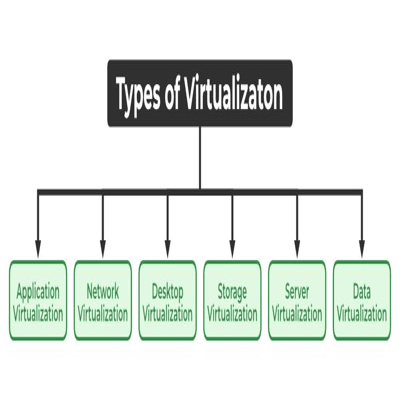 Types of Virtualizaton
Application
Virtualization
Network
Virtualization
Desktop
Virtualization
Storage
Virtualization
Server
Virtualization
Data
Virtualization